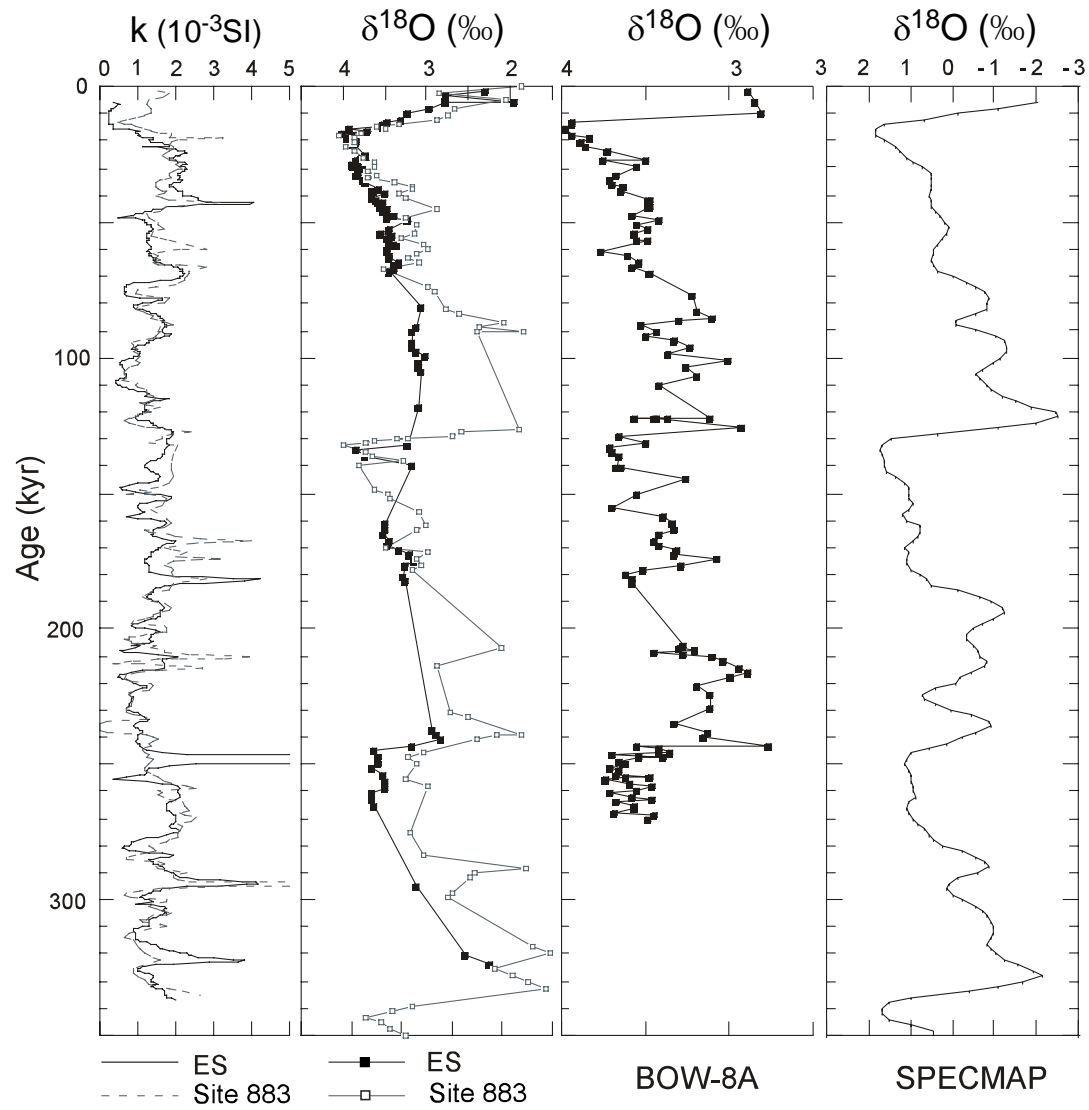 k (10⁻³SI) δ¹⁸O (‰) δ¹⁸O (‰) δ¹⁸O (‰)
0 1 2 3 4 5 4 3 2 4 3 3 2 1 0 -1 -2 -3
0
100
200
300
Age (kyr)
ES ES
Site 883 Site 883
BOW-8A SPECMAP